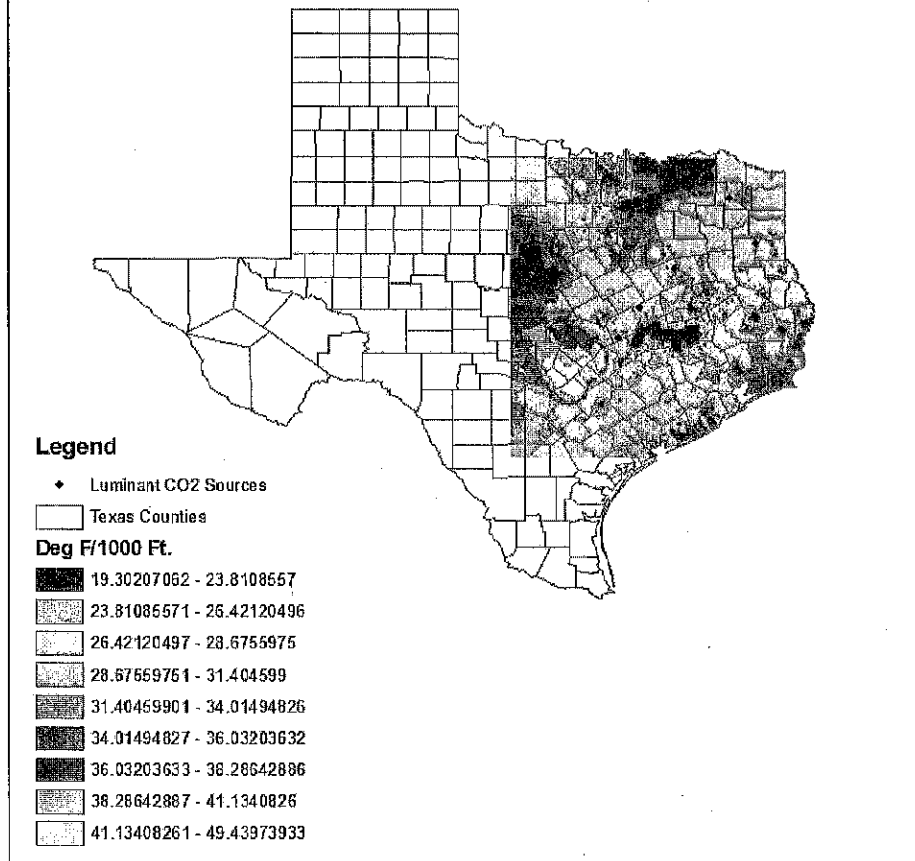 Legend
Luminant CO2 Sources
Texas Counties
Deg F/1000 Ft.
19.30207062 - 23.8108557
23.81085571 - 26.42120496
26.42120497 - 28.6755975
28.67559751 - 31.404599
31.40459901 - 34.01494826
34.01494827 - 36.03203632
36.03203633 - 38.28642886
38.28642887 - 41.1340826
41.13408261 - 49.43973933